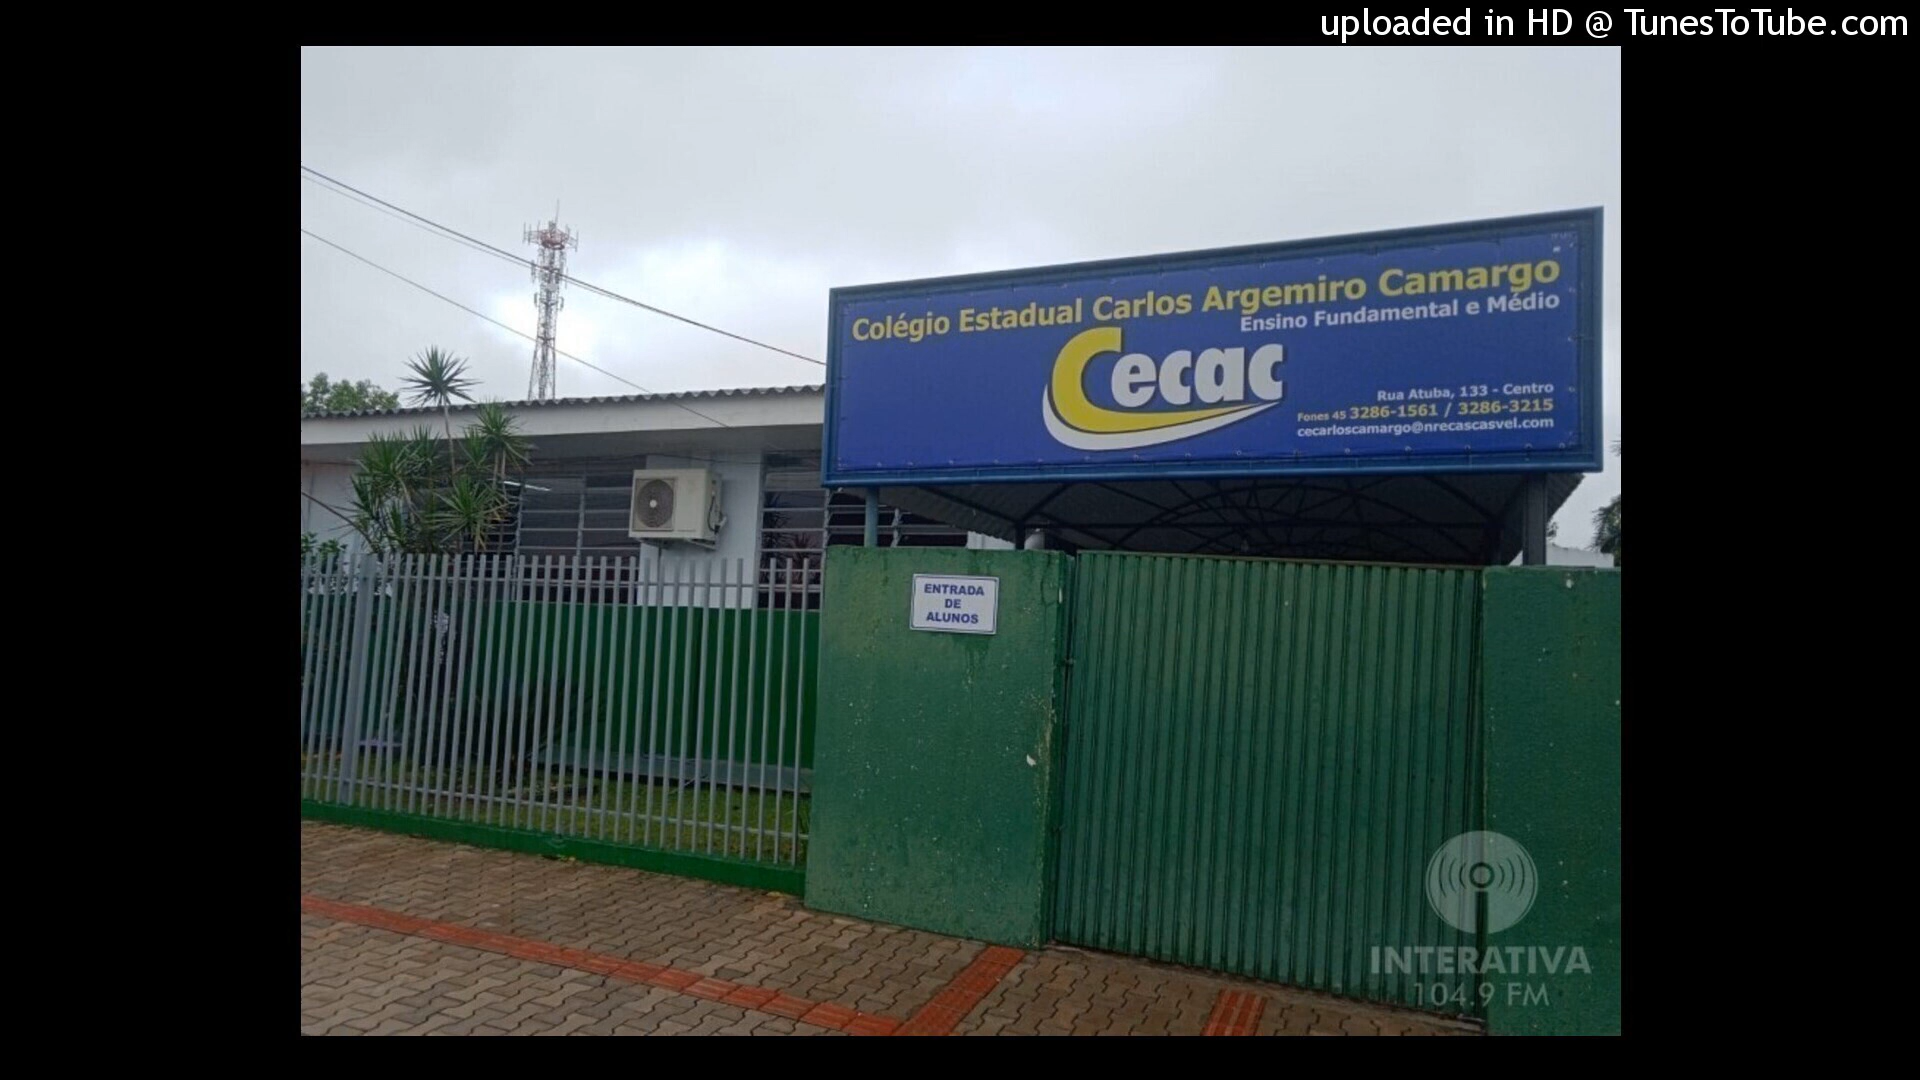 uploaded in HD @ TunesToTube.com
Colégio Estadual Carlos Argemiro Camargo
Ensino Fundamental e Médio
Cecac
Rua Atuba, 133 - Centro
Fones 45 3286-1561 / 3286-3215
cecarloscamargo@nrecascasvel.com
ENTRADA
DE
ALUNOS
INTERATIVA
104.9 FM